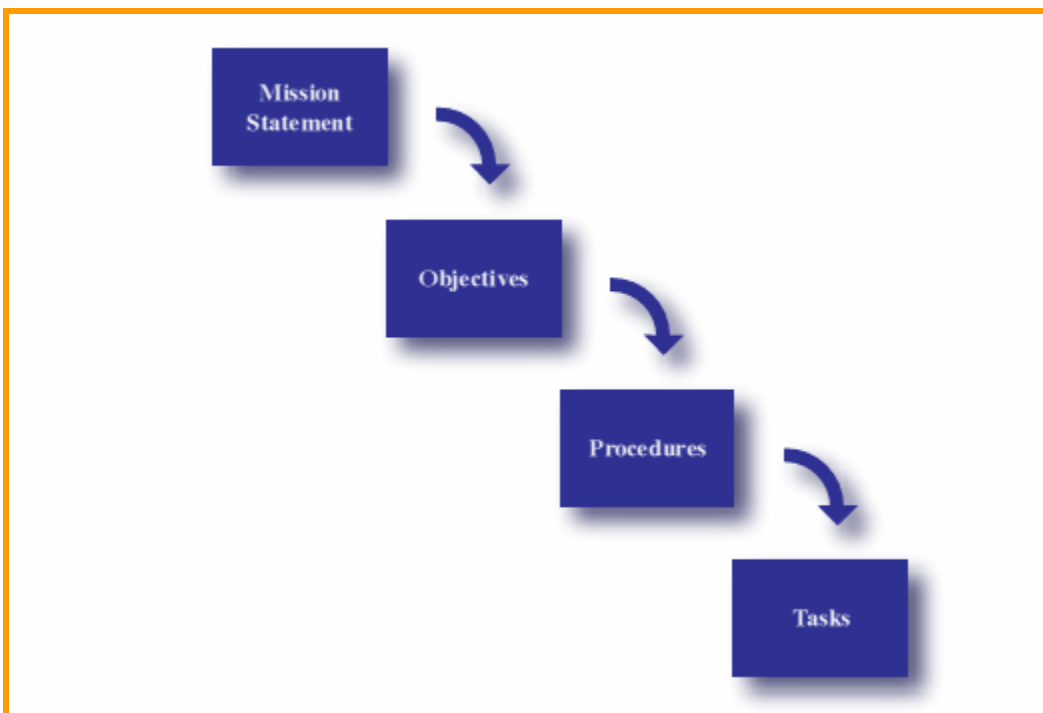 Mission
Statement
Objectives
Procedures
Tasks